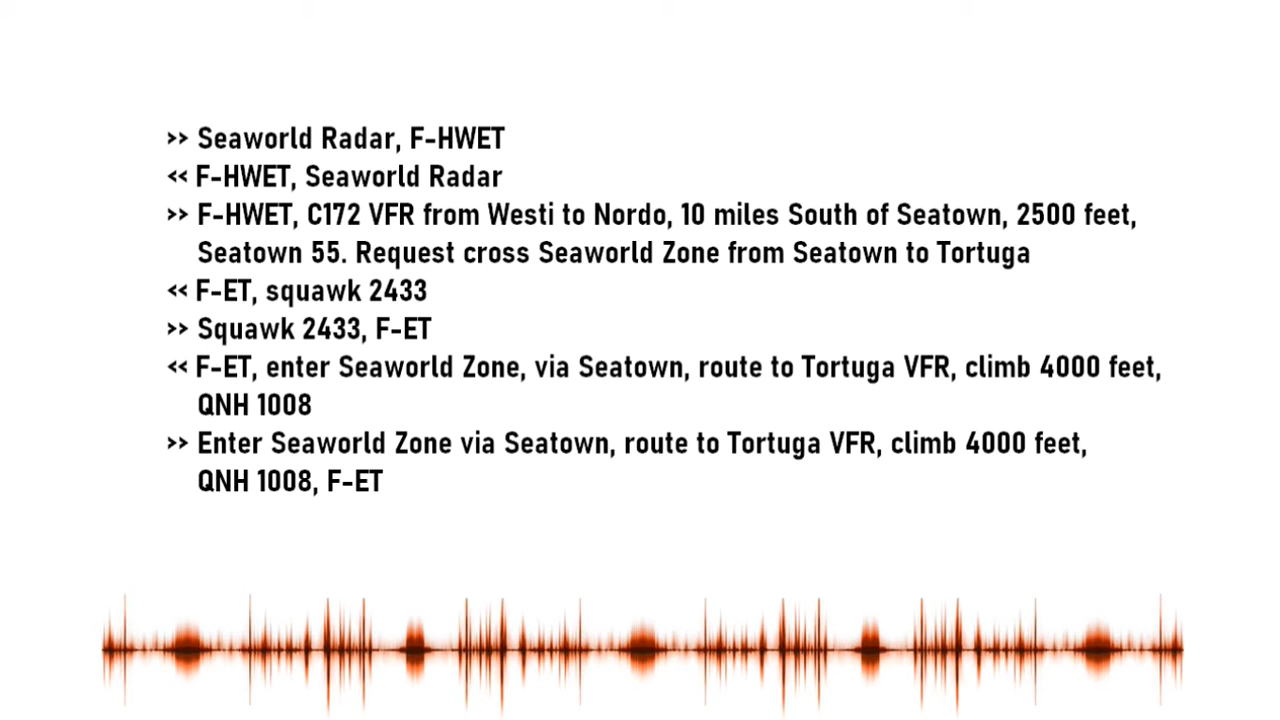 >> Seaworld Radar, F-HWET
<< F-HWET, Seaworld Radar
>> F-HWET, C172 VFR from Westi to Nordo, 10 miles South of Seatown, 2500 feet,
Seatown 55. Request cross Seaworld Zone from Seatown to Tortuga
<< F-ET, squawk 2433
>> Squawk 2433, F-ET
<< F-ET, enter Seaworld Zone, via Seatown, route to Tortuga VFR, climb 4000 feet,
QNH 1008
>> Enter Seaworld Zone via Seatown, route to Tortuga VFR, climb 4000 feet,
QNH 1008, F-ET